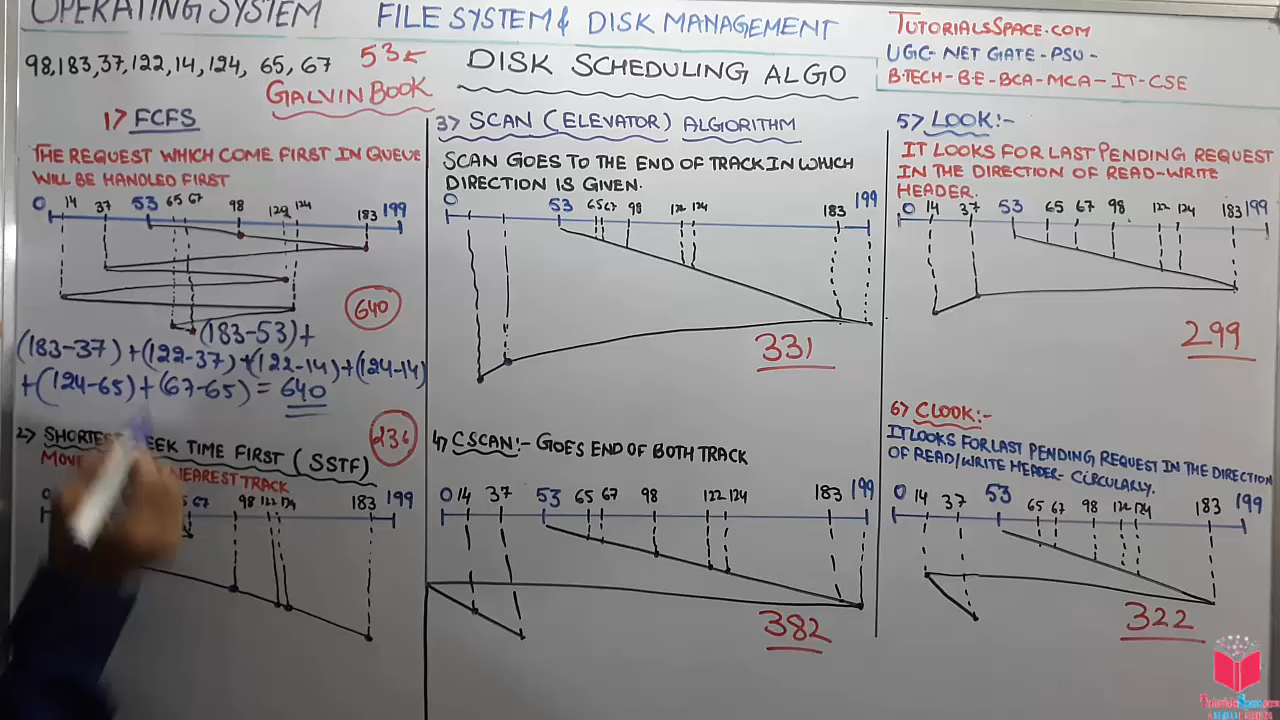 OPERATING SYSTEM
FILE SYSTEM & DISK MANAGEMENT
TUTORIALSSPACE.COM
UGC-NET GATE-PSU-
B-TECH-B.E-BCA-MCA-IT-CSE
98,183,37,122,14,124, 65, 67 53
GALVIN BOOK
DISK SCHEDULING ALGO
1> FCFS
THE REQUEST WHICH COME FIRST IN QUEUE
WILL BE HANDLED FIRST
0 14 37 53 65 67 98 122 124 183 199
640
(183-53)+
(183-37)+(122-37)+(122-14)+(124-14)
+(124-65)+(67-65)=640
2> SHORTEST SEEK TIME FIRST (SSTF)
236
NEAREST TRACK
67 98 122 124 183 199
3> SCAN (ELEVATOR) ALGORITHM
SCAN GOES TO THE END OF TRACK IN WHICH
DIRECTION IS GIVEN.
0 53 65 67 98 122 124 183 199
331
4> CSCAN:- GOES END OF BOTH TRACK
0 14 37 53 65 67 98 122 124 183 199
382
5> LOOK:-
IT LOOKS FOR LAST PENDING REQUEST
IN THE DIRECTION OF READ-WRITE
HEADER.
0 14 37 53 65 67 98 122 124 183 199
299
6> CLOOK:-
IT LOOKS FOR LAST PENDING REQUEST IN THE DIRECTION
OF READ/WRITE HEADER- CIRCULARLY.
0 14 37 53 65 67 98 122 124 183 199
322
TutorialsSpace.com